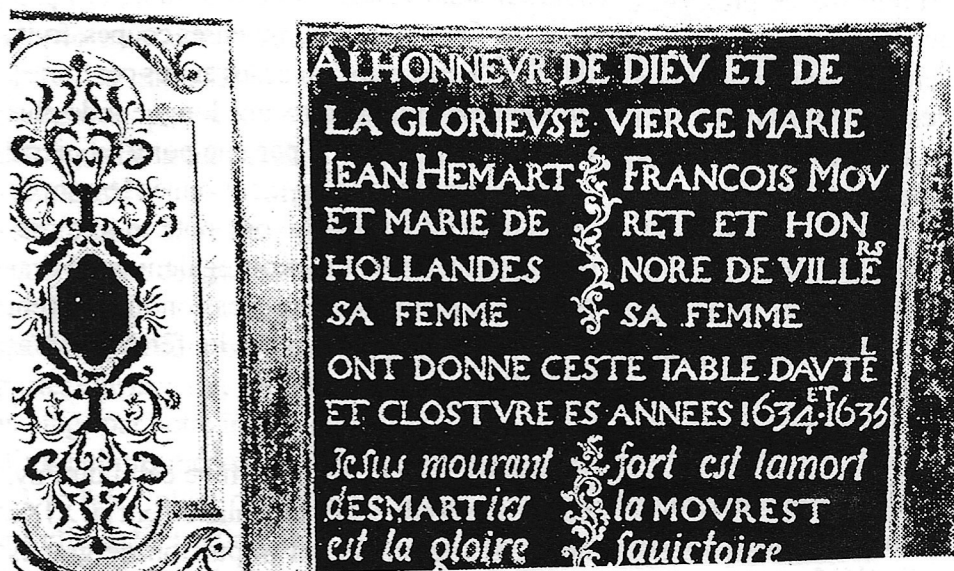 ALHONNEVR DE DIEV ET DE
LA GLORIEVSE VIERGE MARIE
IEAN HEMART
ET MARIE DE
HOLLANDES
SA FEMME
FRANCOIS MOV
RET ET HON
NORE DE VILLERS
SA FEMME
ONT DONNE CESTE TABLE DAVTEL
ET CLOSTVRE ES ANNEES 1634·ET 1635
Jesus mourant
dESMARTirs
est la gloire
fort est lamort
la MOVREST
sauictoire